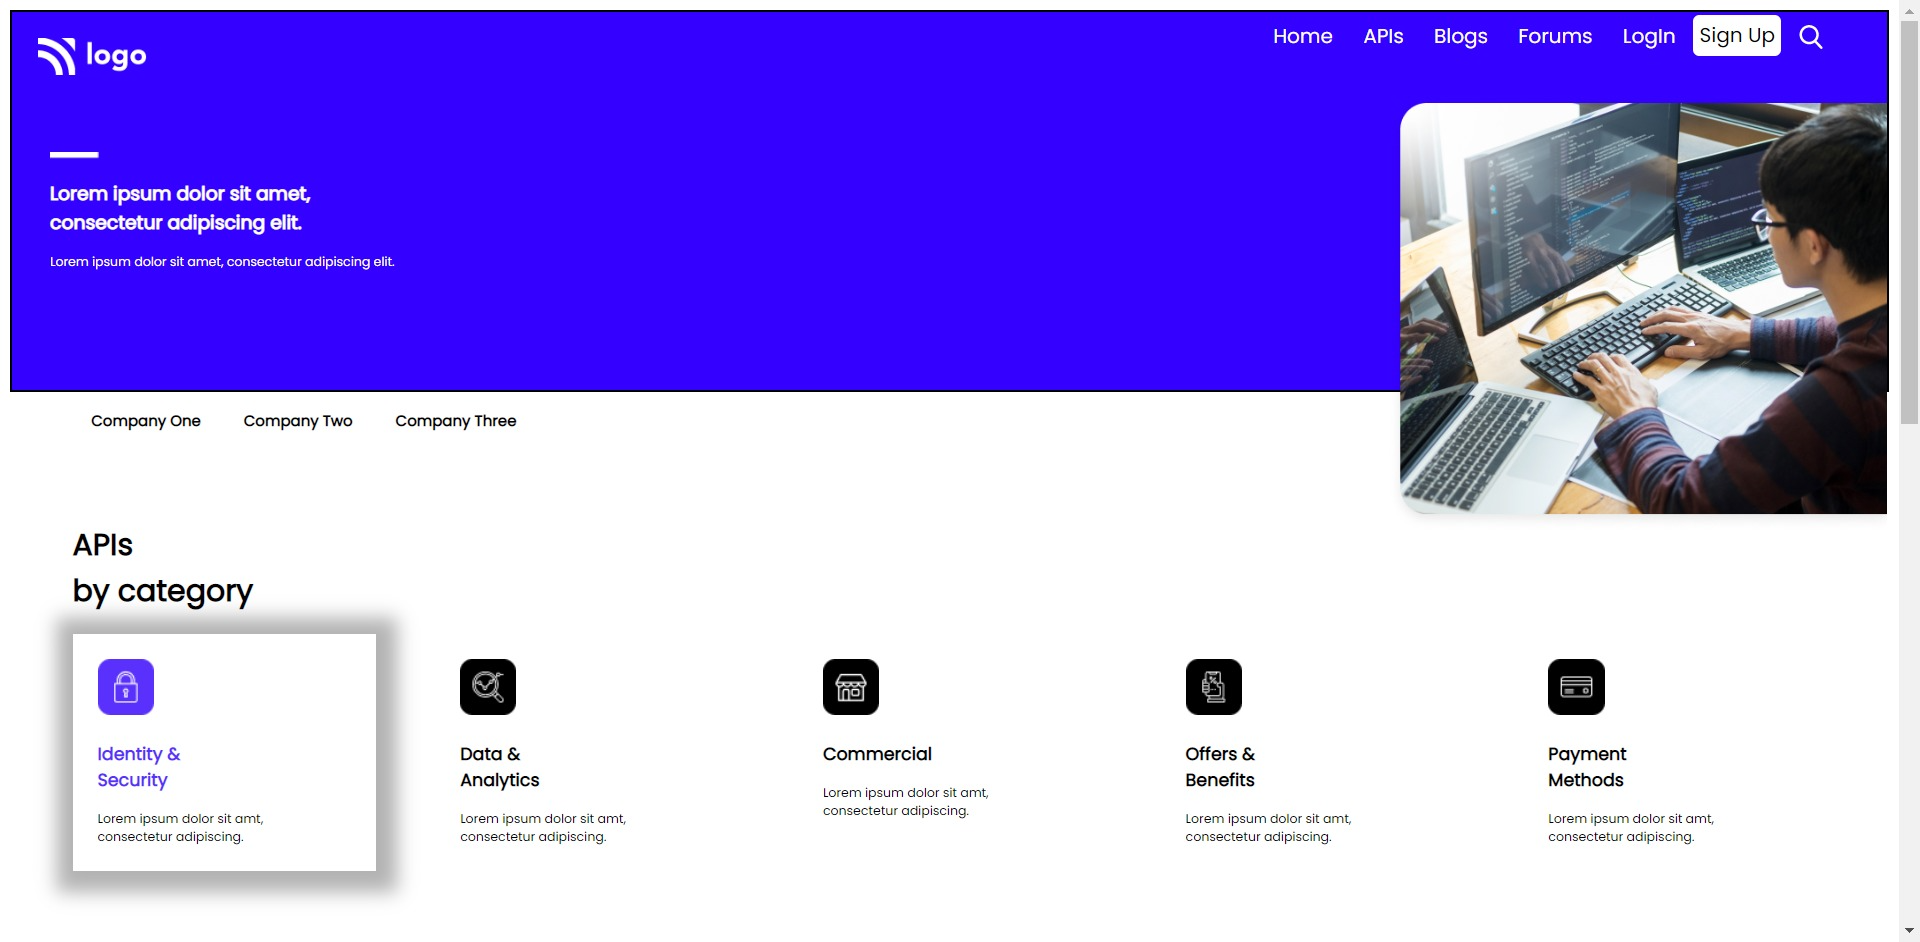 logo
Home APIs Blogs Forums LogIn Sign Up
Lorem ipsum dolor sit amet,
consectetur adipiscing elit.
Lorem ipsum dolor sit amet, consectetur adipiscing elit.
Company One Company Two Company Three
APIs
by category
Identity &
Security
Lorem ipsum dolor sit amt,
consectetur adipiscing.
Data &
Analytics
Lorem ipsum dolor sit amt,
consectetur adipiscing.
Commercial
Lorem ipsum dolor sit amt,
consectetur adipiscing.
Offers &
Benefits
Lorem ipsum dolor sit amt,
consectetur adipiscing.
Payment
Methods
Lorem ipsum dolor sit amt,
consectetur adipiscing.